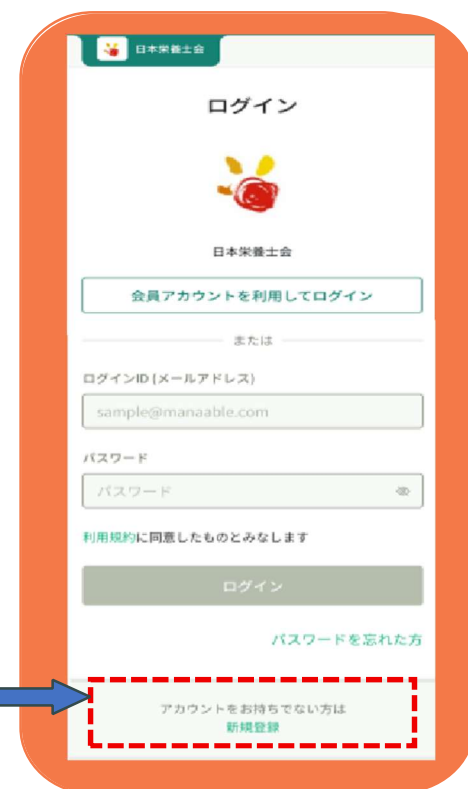 日本栄養士会
ログイン
日本栄養士会
会員アカウントを利用してログイン
または
ログインID (メールアドレス)
sample@manaable.com
パスワード
パスワード
利用規約に同意したものとみなします
ログイン
パスワードを忘れた方
アカウントをお持ちでない方は
新規登録